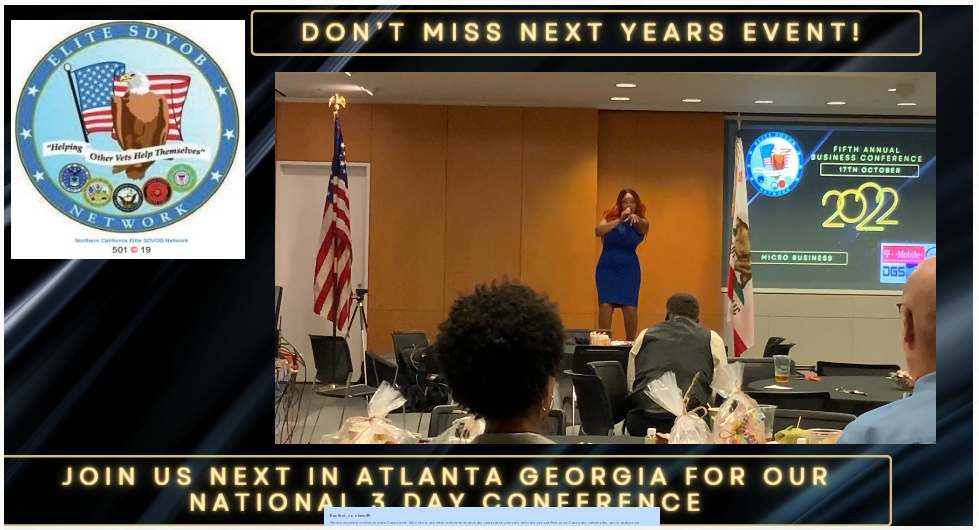 DON'T MISS NEXT YEARS EVENT!
ELITE SDVOB
"Helping Other Vets Help Themselves"
NETWORK
Northern California Elite SDVOB Network
501 © 19
FIFTH ANNUAL
BUSINESS CONFERENCE
17TH OCTOBER
2022
MICRO BUSINESS
T-Mobile
DGS
JOIN US NEXT IN ATLANTA GEORGIA FOR OUR
NATIONAL 3 DAY CONFERENCE